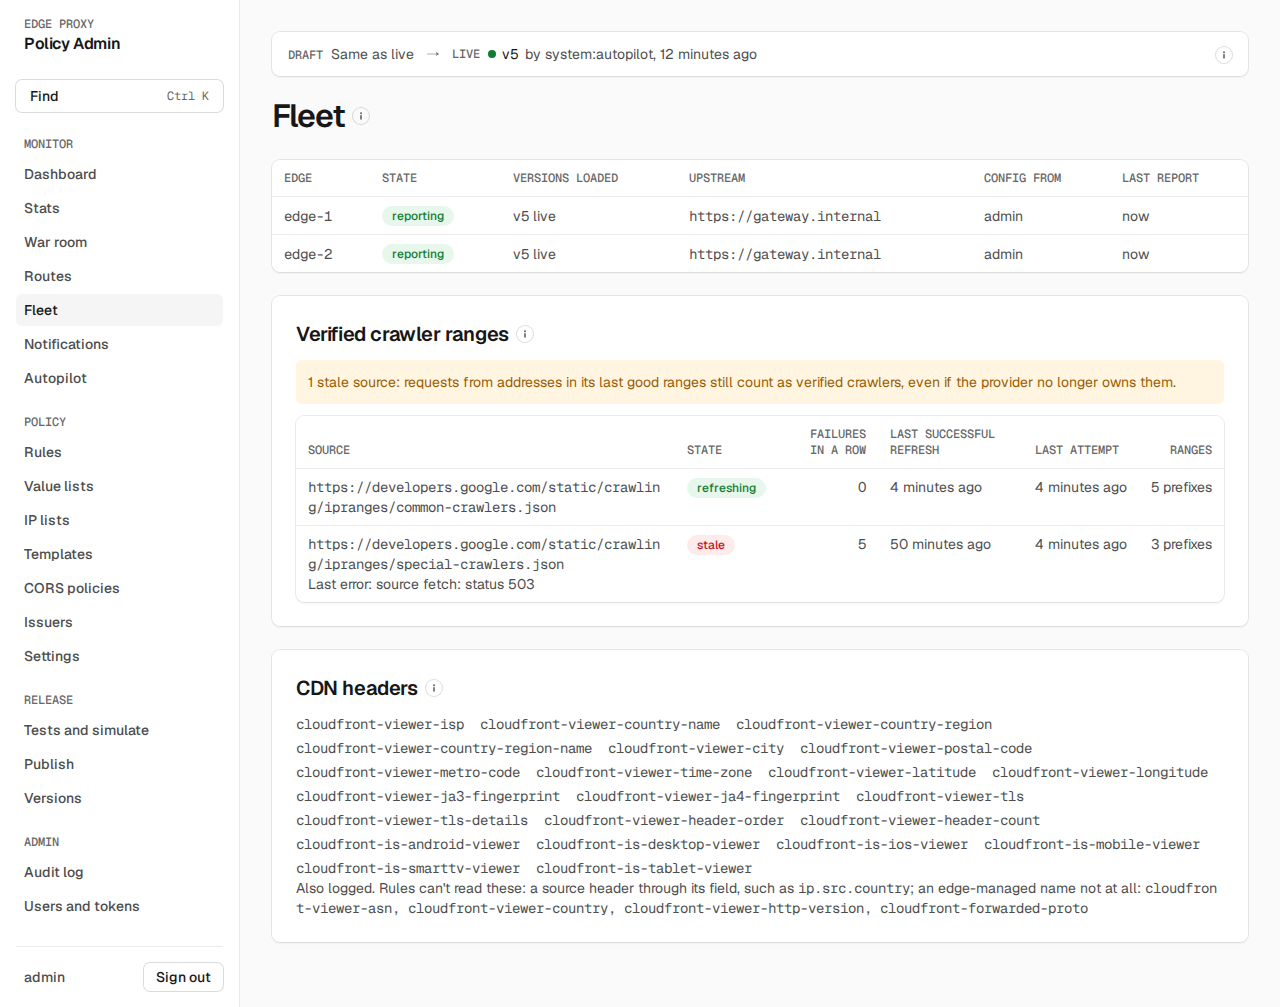 EDGE PROXY
Policy Admin
Find Ctrl K
MONITOR
Dashboard
Stats
War room
Routes
Fleet
Notifications
Autopilot
POLICY
Rules
Value lists
IP lists
Templates
CORS policies
Issuers
Settings
RELEASE
Tests and simulate
Publish
Versions
ADMIN
Audit log
Users and tokens
admin Sign out
DRAFT Same as live → LIVE v5 by system:autopilot, 12 minutes ago
Fleet
EDGE STATE VERSIONS LOADED UPSTREAM CONFIG FROM LAST REPORT
edge-1 reporting v5 live https://gateway.internal admin now
edge-2 reporting v5 live https://gateway.internal admin now
Verified crawler ranges
1 stale source: requests from addresses in its last good ranges still count as verified crawlers, even if the provider no longer owns them.
FAILURES LAST SUCCESSFUL
SOURCE STATE IN A ROW REFRESH LAST ATTEMPT RANGES
https://developers.google.com/static/crawlin refreshing 0 4 minutes ago 4 minutes ago 5 prefixes
g/ipranges/common-crawlers.json
https://developers.google.com/static/crawlin stale 5 50 minutes ago 4 minutes ago 3 prefixes
g/ipranges/special-crawlers.json
Last error: source fetch: status 503
CDN headers
cloudfront-viewer-isp cloudfront-viewer-country-name cloudfront-viewer-country-region
cloudfront-viewer-country-region-name cloudfront-viewer-city cloudfront-viewer-postal-code
cloudfront-viewer-metro-code cloudfront-viewer-time-zone cloudfront-viewer-latitude cloudfront-viewer-longitude
cloudfront-viewer-ja3-fingerprint cloudfront-viewer-ja4-fingerprint cloudfront-viewer-tls
cloudfront-viewer-tls-details cloudfront-viewer-header-order cloudfront-viewer-header-count
cloudfront-is-android-viewer cloudfront-is-desktop-viewer cloudfront-is-ios-viewer cloudfront-is-mobile-viewer
cloudfront-is-smarttv-viewer cloudfront-is-tablet-viewer
Also logged. Rules can't read these: a source header through its field, such as ip.src.country; an edge-managed name not at all: cloudfron
t-viewer-asn, cloudfront-viewer-country, cloudfront-viewer-http-version, cloudfront-forwarded-proto